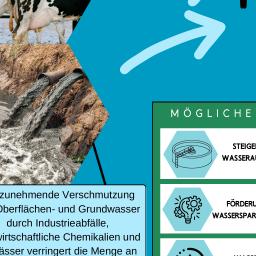 MÖGLICHE
STEIGE
WASSERAU
FÖRDERU
WASSERSPAR
zunehmende Verschmutzung
Oberflächen- und Grundwasser
durch Industrieabfälle,
wirtschaftliche Chemikalien und
ässer verringert die Menge an